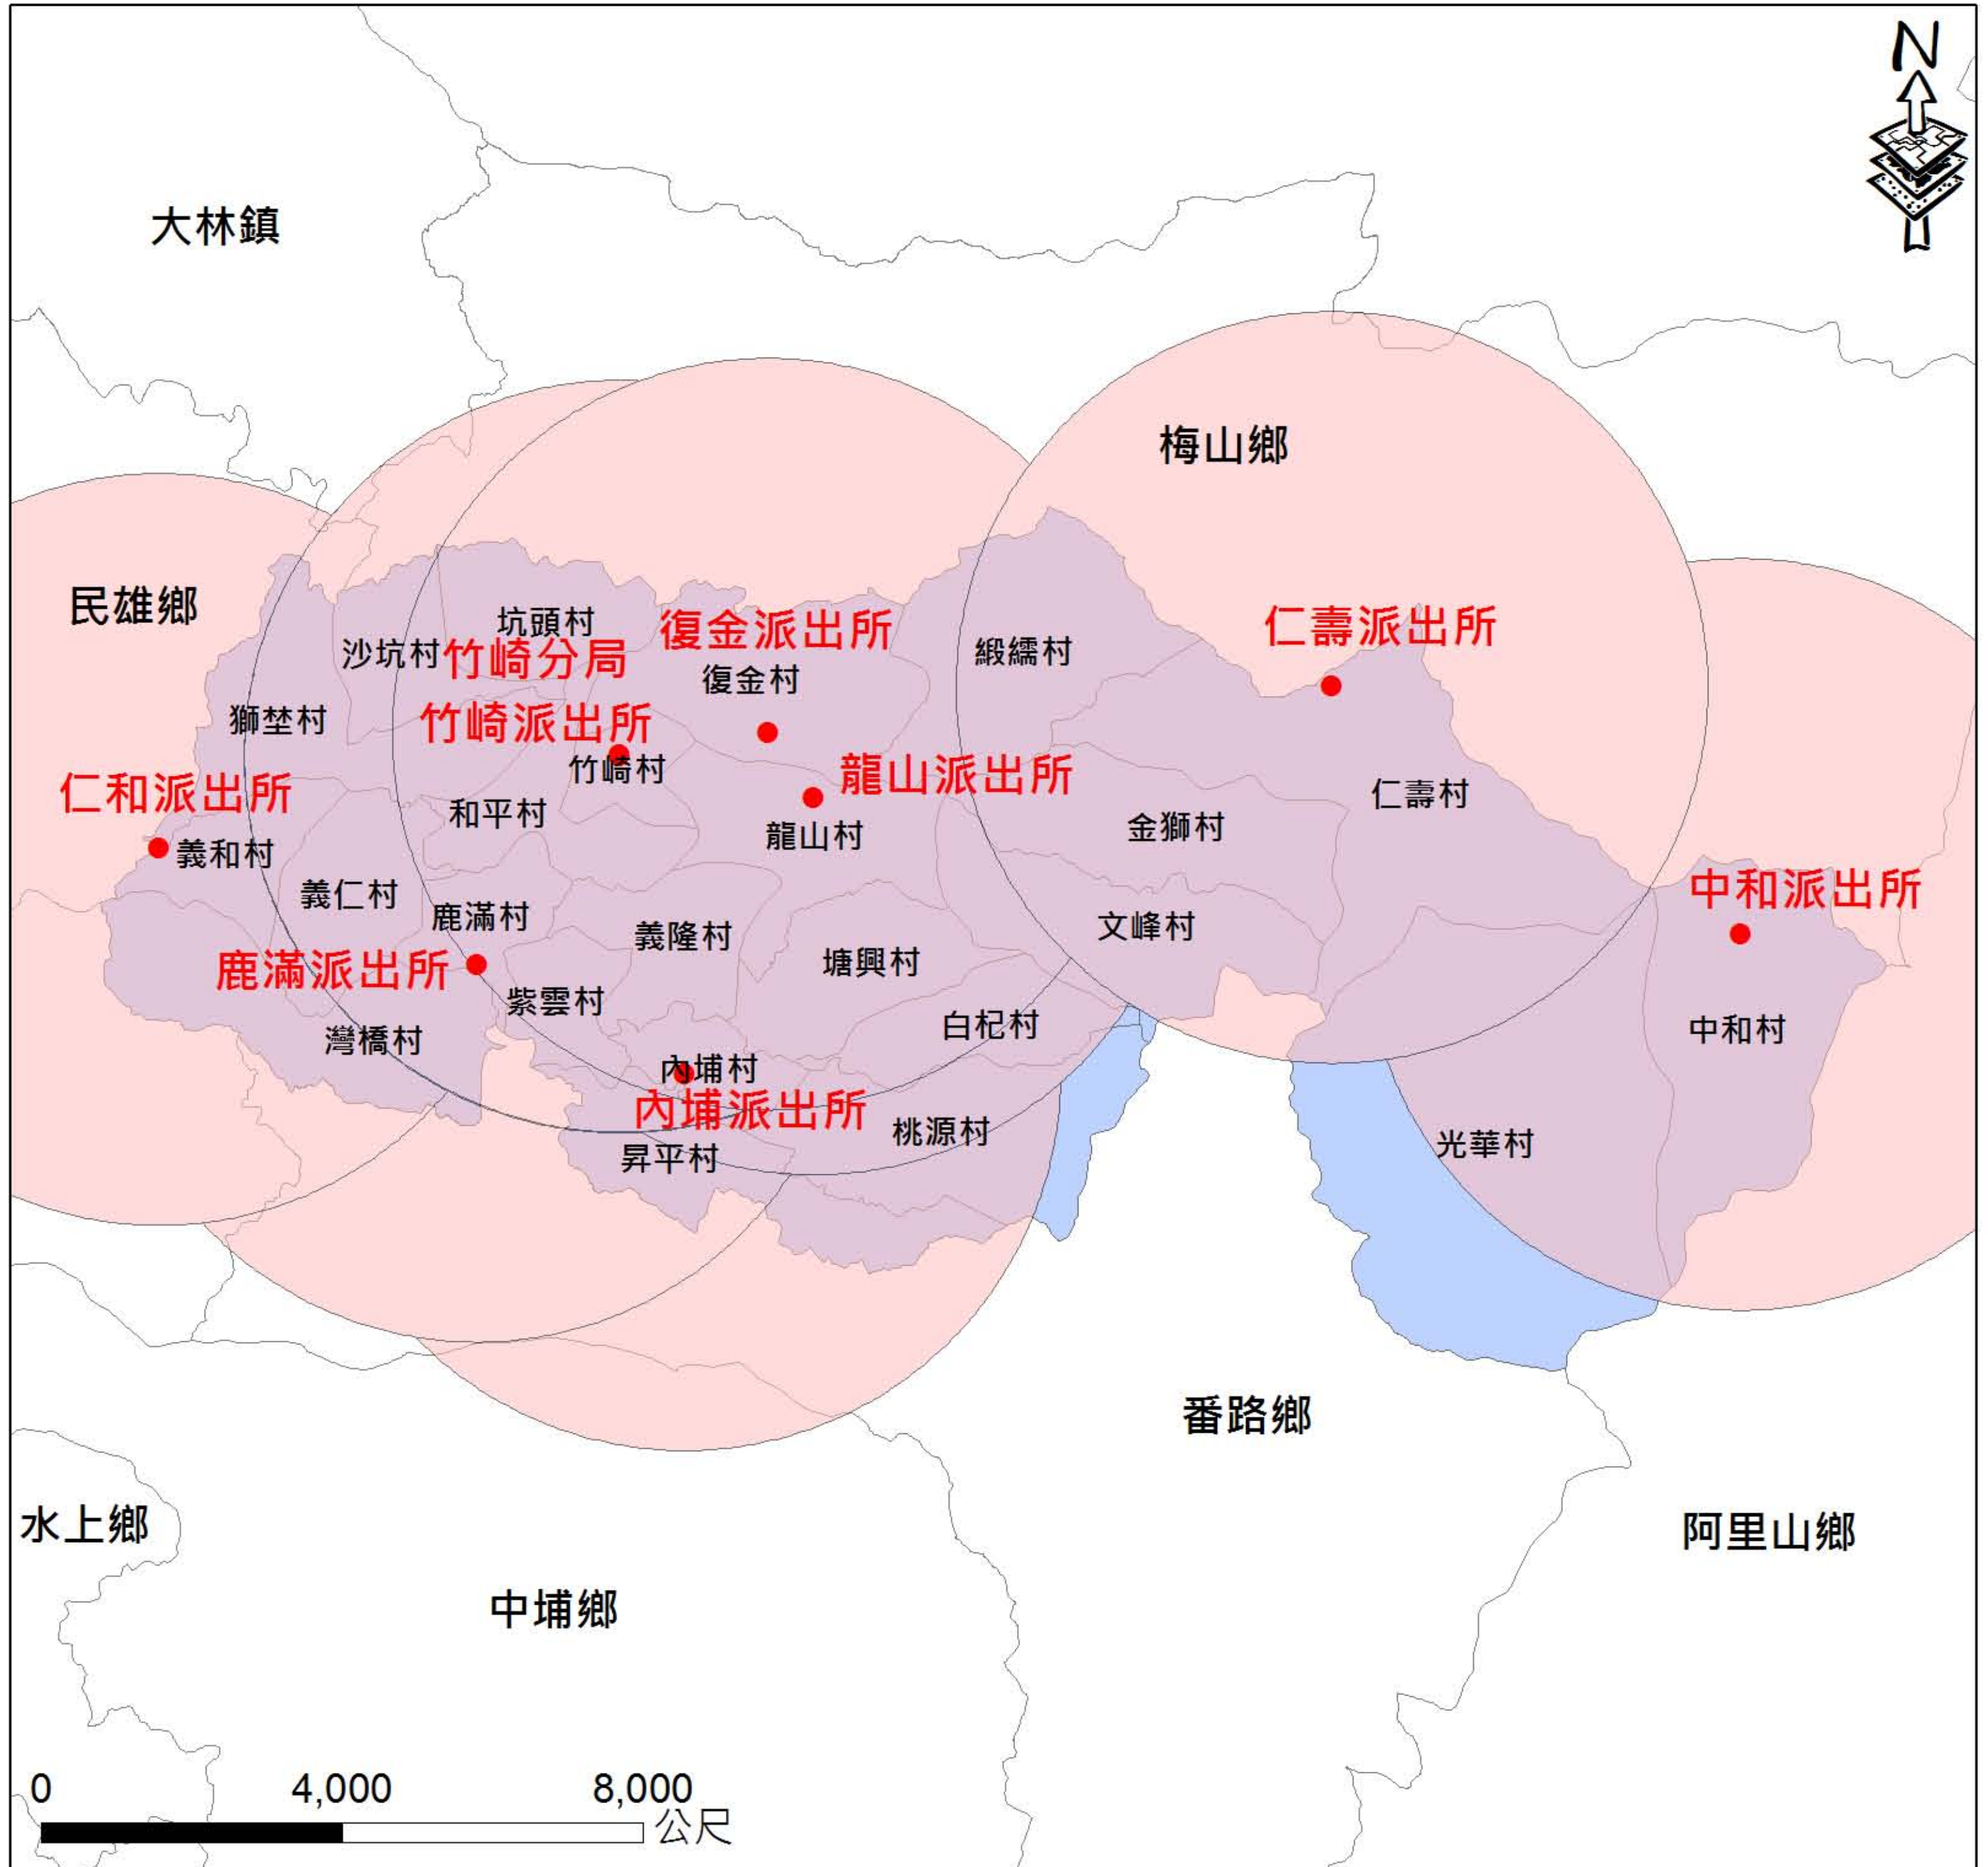 N
大林鎮
梅山鄉
民雄鄉
坑頭村
復金派出所
仁壽派出所
沙坑村
竹崎分局
緞繻村
復金村
獅埜村
竹崎派出所
竹崎村
龍山派出所
仁和派出所
仁壽村
和平村
金獅村
龍山村
義和村
中和派出所
義仁村
鹿滿村
文峰村
義隆村
塘興村
鹿滿派出所
紫雲村
白杞村
中和村
灣橋村
內埔村
內埔派出所
桃源村
光華村
昇平村
番路鄉
水上鄉
阿里山鄉
中埔鄉
0 4,000 8,000
公尺